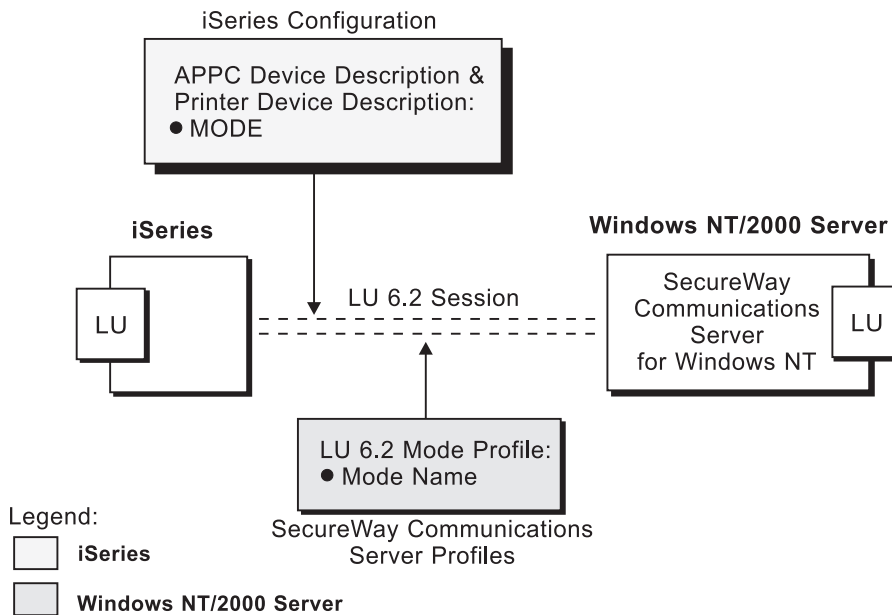 iSeries Configuration
APPC Device Description &
Printer Device Description:
● MODE
iSeries
Windows NT/2000 Server
LU
LU 6.2 Session
SecureWay
Communications
Server
for Windows NT
LU
LU 6.2 Mode Profile:
● Mode Name
SecureWay Communications
Server Profiles
Legend:
iSeries
Windows NT/2000 Server